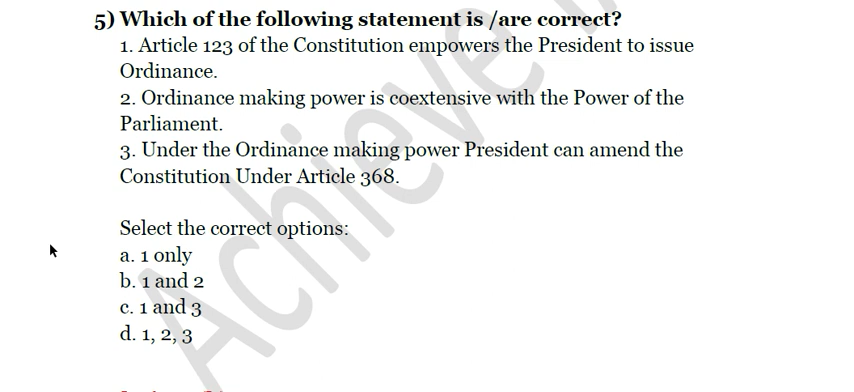 5) Which of the following statement is /are correct?
1. Article 123 of the Constitution empowers the President to issue
Ordinance.
2. Ordinance making power is coextensive with the Power of the
Parliament.
3. Under the Ordinance making power President can amend the
Constitution Under Article 368.
Select the correct options:
a. 1 only
b. 1 and 2
c. 1 and 3
d. 1, 2, 3
Achieve